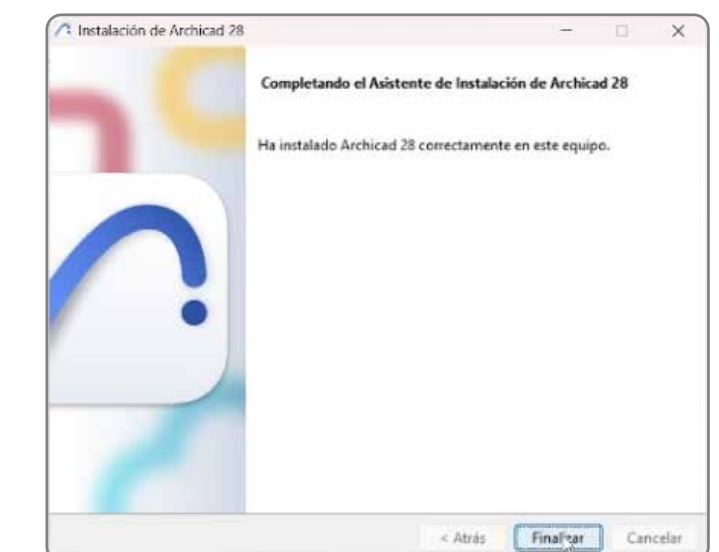 Instalación de Archicad 28
Completando el Asistente de Instalación de Archicad 28
Ha instalado Archicad 28 correctamente en este equipo.
< Atrás Finalizar Cancelar